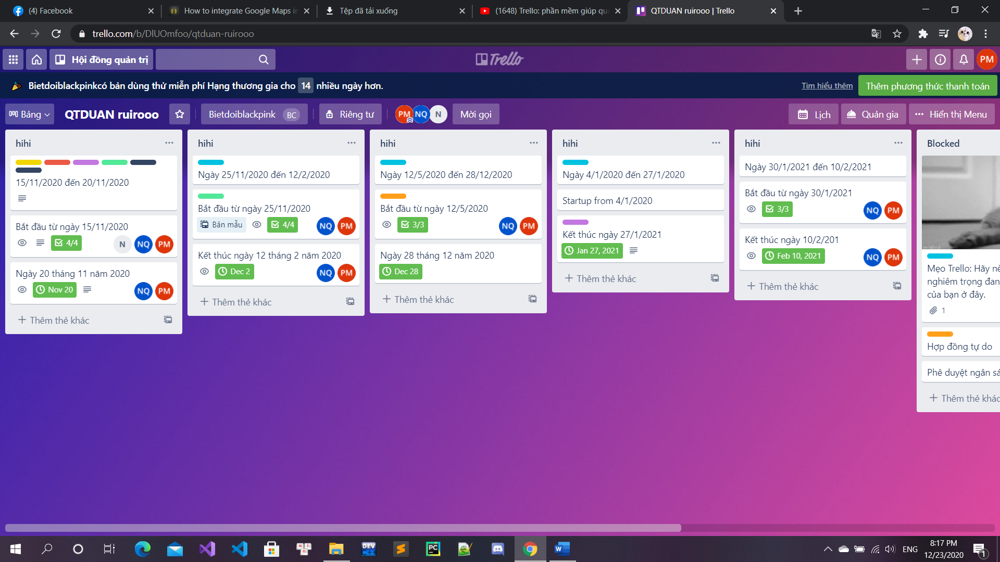 (4) Facebook
How to integrate Google Maps in
Tệp đã tải xuống
(1648) Trello: phần mềm giúp qu
QTDUAN ruirooo | Trello
trello.com/b/DlUOmfoo/qtduan-ruirooo
Hội đồng quản trị
Trello
PM
Bietdoiblackpinkcó bản dùng thử miễn phí Hạng thương gia cho 14 nhiều ngày hơn.
Tìm hiểu thêm
Thêm phương thức thanh toán
Bảng
QTDUAN ruirooo
Bietdoiblackpink BC
Riêng tư
PM NQ N
Mời gọi
Lịch
Quản gia
Hiển thị Menu
hihi
15/11/2020 đến 20/11/2020
Bắt đầu từ ngày 15/11/2020
4/4 N NQ PM
Ngày 20 tháng 11 năm 2020
Nov 20 NQ PM
Thêm thẻ khác
hihi
Ngày 25/11/2020 đến 12/2/2020
Bắt đầu từ ngày 25/11/2020
Bản mẫu 4/4 NQ PM
Kết thúc ngày 12 tháng 2 năm 2020
Dec 2 NQ PM
Thêm thẻ khác
hihi
Ngày 12/5/2020 đến 28/12/2020
Bắt đầu từ ngày 12/5/2020
3/3 NQ PM
Ngày 28 tháng 12 năm 2020
Dec 28
Thêm thẻ khác
hihi
Ngày 4/1/2020 đến 27/1/2020
Startup from 4/1/2020
Kết thúc ngày 27/1/2021
Jan 27, 2021
Thêm thẻ khác
hihi
Ngày 30/1/2021 đến 10/2/2021
Bắt đầu từ ngày 30/1/2021
3/3 NQ PM
Kết thúc ngày 10/2/201
Feb 10, 2021 NQ PM
Thêm thẻ khác
Blocked
Mẹo Trello: Hãy nê
nghiêm trọng đan
của bạn ở đây.
1
Hợp đồng tự do
Phê duyệt ngân sá
Thêm thẻ khác
DEV C++
PC
W
ENG
8:17 PM
12/23/2020
1